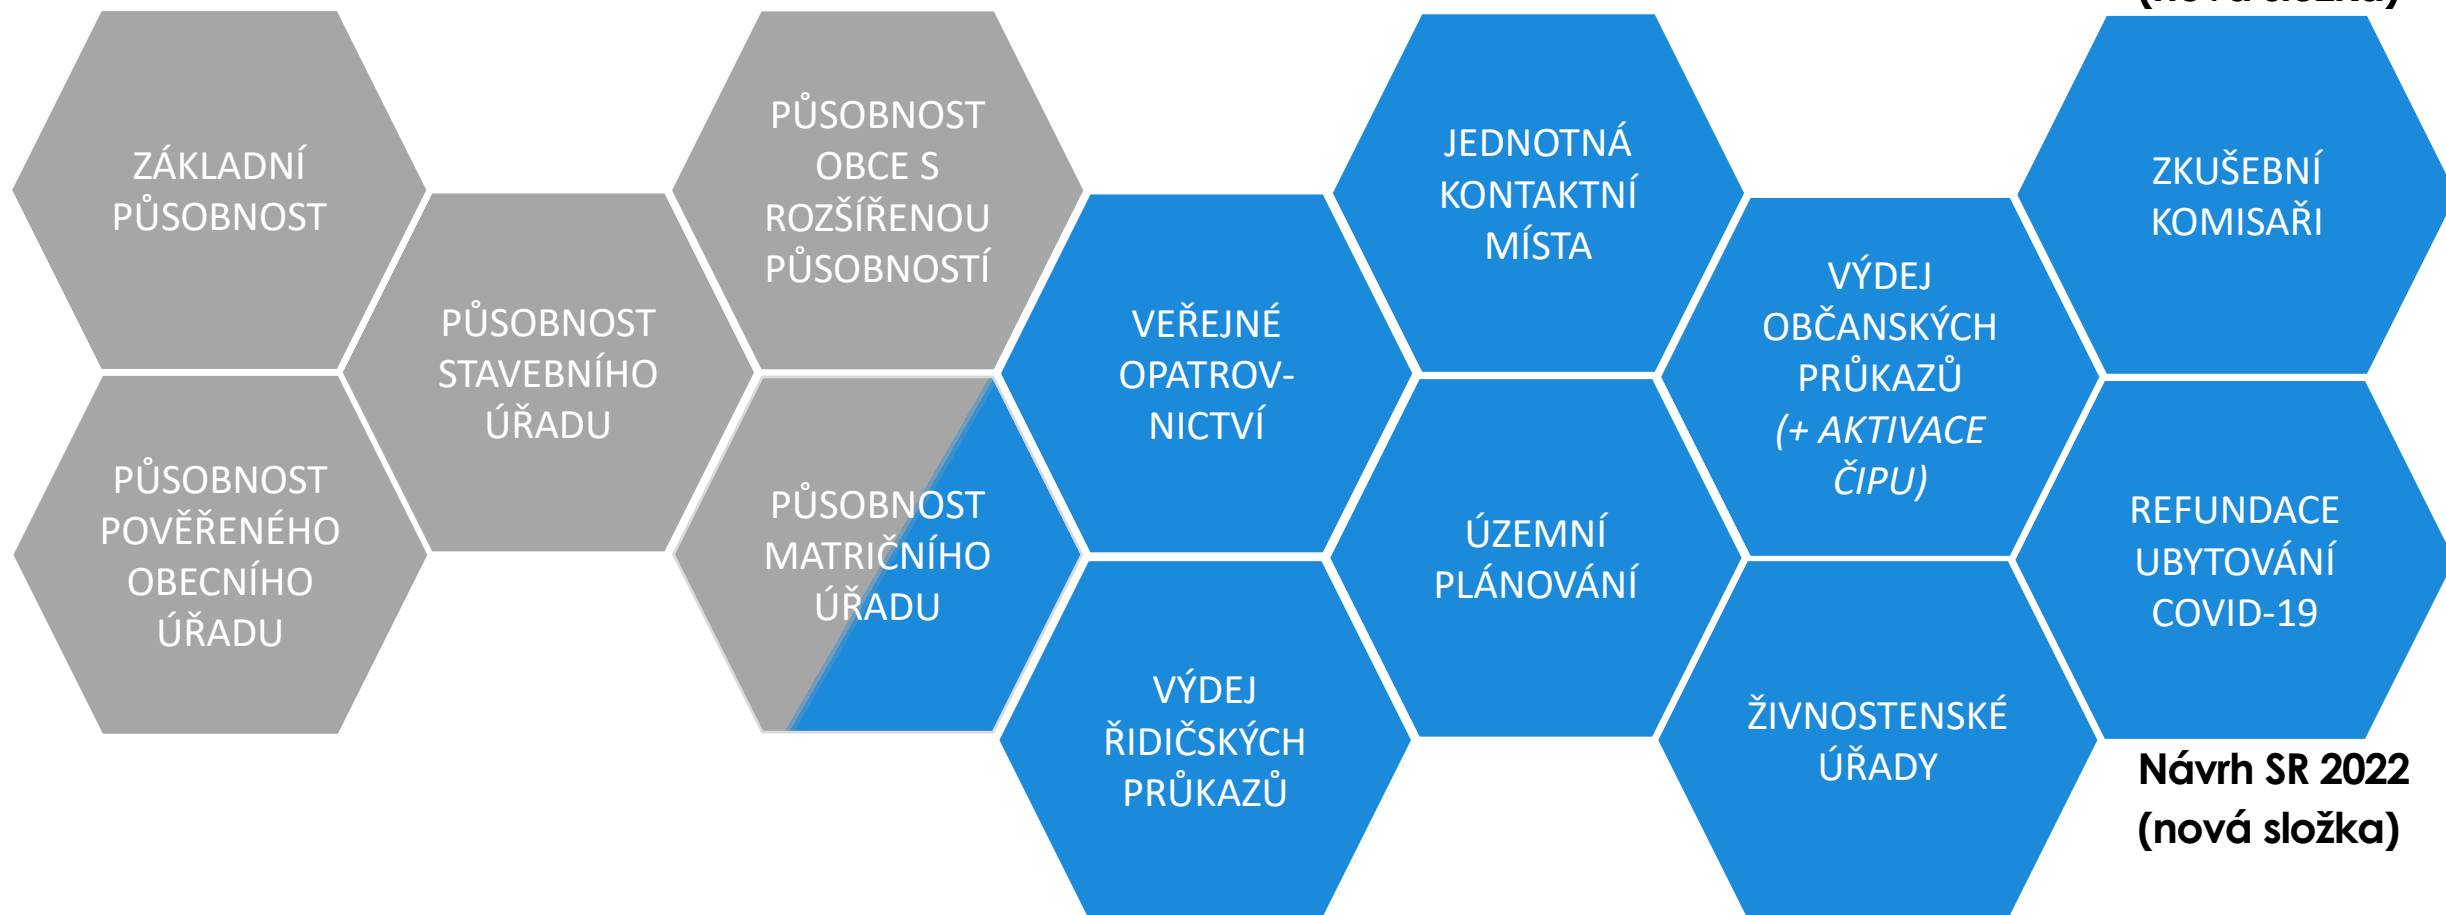 (nová složka)
ZÁKLADNÍ
PŮSOBNOST
PŮSOBNOST
POVĚŘENÉHO
OBECNÍHO
ÚŘADU
PŮSOBNOST
STAVEBNÍHO
ÚŘADU
PŮSOBNOST
OBCE S
ROZŠÍŘENOU
PŮSOBNOSTÍ
PŮSOBNOST
MATRIČNÍHO
ÚŘADU
VEŘEJNÉ
OPATROV-
NICTVÍ
VÝDEJ
ŘIDIČSKÝCH
PRŮKAZŮ
JEDNOTNÁ
KONTAKTNÍ
MÍSTA
ÚZEMNÍ
PLÁNOVÁNÍ
VÝDEJ
OBČANSKÝCH
PRŮKAZŮ
(+ AKTIVACE
ČIPU)
ŽIVNOSTENSKÉ
ÚŘADY
ZKUŠEBNÍ
KOMISAŘI
REFUNDACE
UBYTOVÁNÍ
COVID-19
Návrh SR 2022
(nová složka)